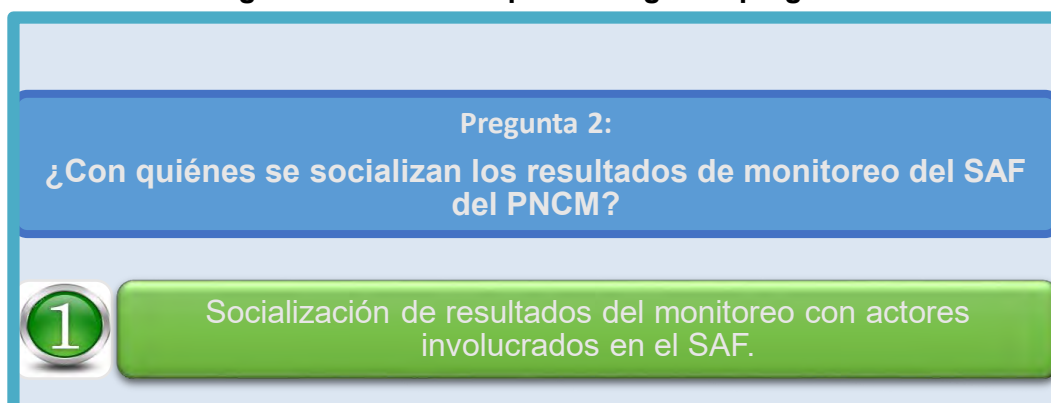 Pregunta 2:
¿Con quiénes se socializan los resultados de monitoreo del SAF
del PNCM?
1
Socialización de resultados del monitoreo con actores
involucrados en el SAF.